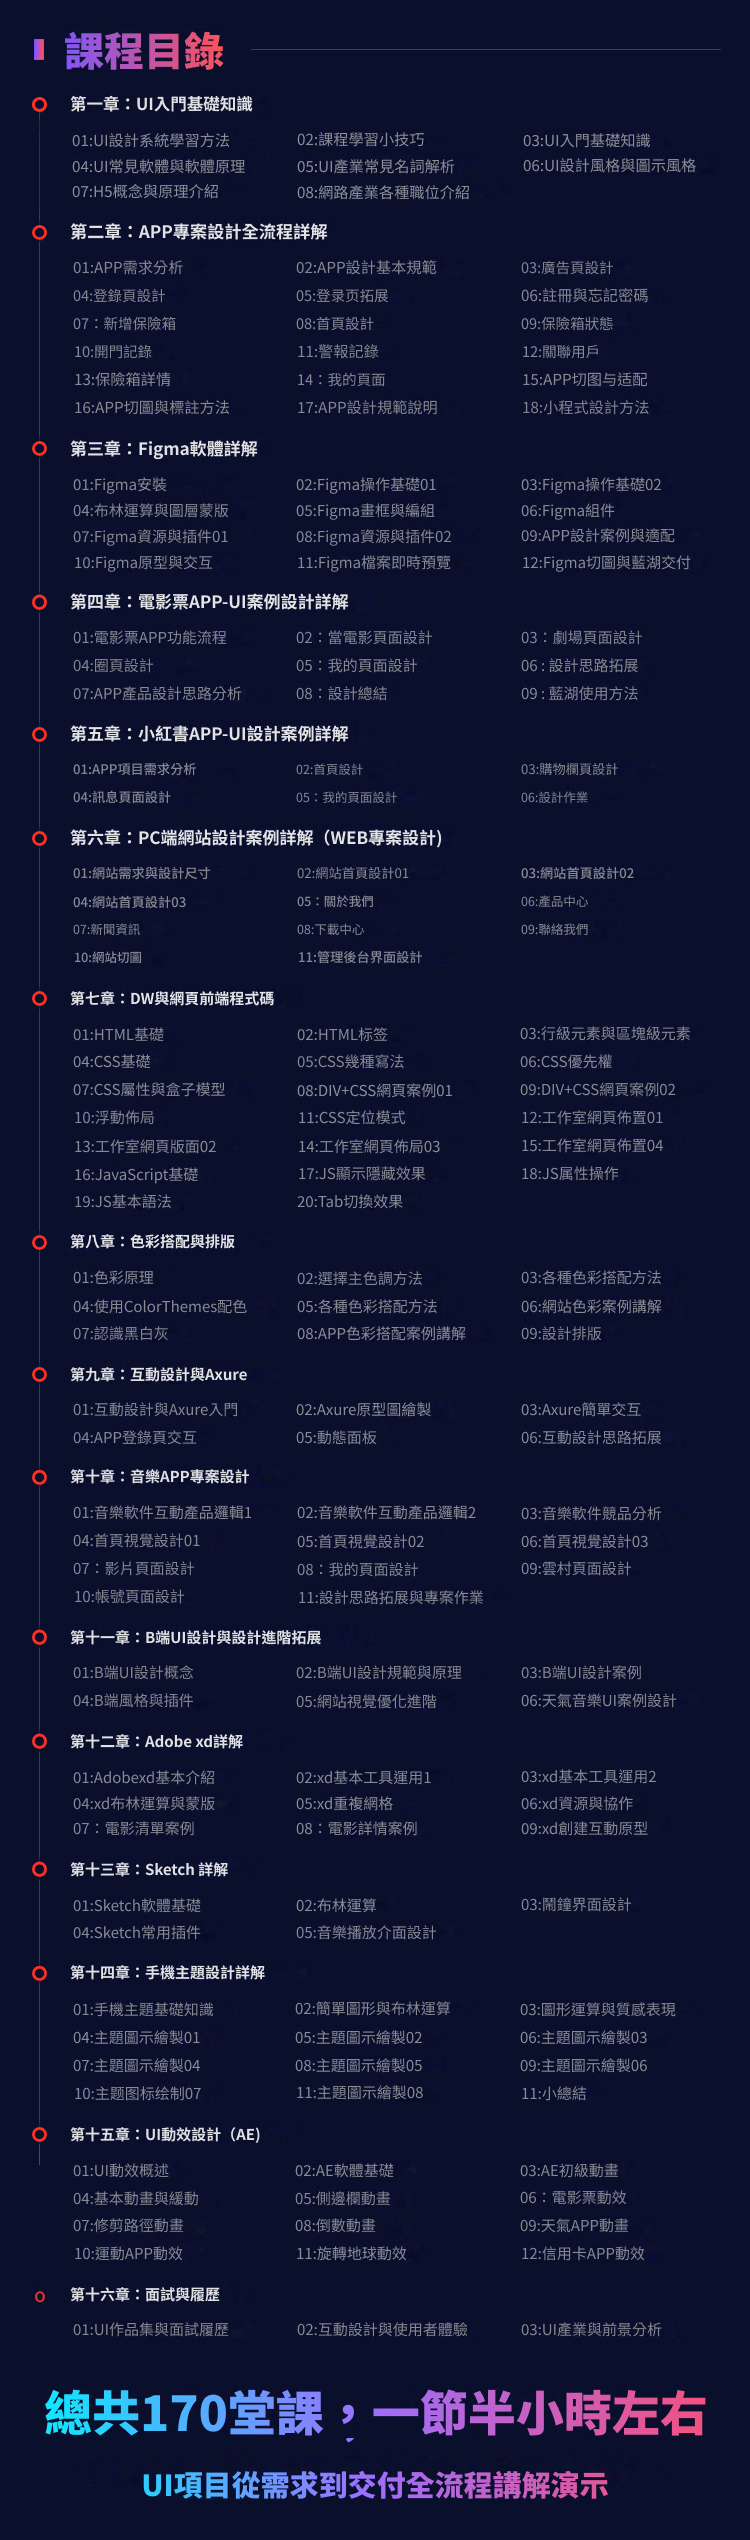 課程目錄
第一章：UI入門基礎知識
01:UI設計系統學習方法 02:課程學習小技巧 03:UI入門基礎知識
04:UI常見軟體與軟體原理 05:UI產業常見名詞解析 06:UI設計風格與圖示風格
07:H5概念與原理介紹 08:網路產業各種職位介紹
第二章：APP專案設計全流程詳解
01:APP需求分析 02:APP設計基本規範 03:廣告頁設計
04:登錄頁設計 05:登录页拓展 06:註冊與忘記密碼
07：新增保險箱 08:首頁設計 09:保險箱狀態
10:開門記錄 11:警報記錄 12:關聯用戶
13:保險箱詳情 14：我的頁面 15:APP切图与适配
16:APP切圖與標註方法 17:APP設計規範說明 18:小程式設計方法
第三章：Figma軟體詳解
01:Figma安裝 02:Figma操作基礎01 03:Figma操作基礎02
04:布林運算與圖層蒙版 05:Figma畫框與編組 06:Figma組件
07:Figma資源與插件01 08:Figma資源與插件02 09:APP設計案例與適配
10:Figma原型與交互 11:Figma檔案即時預覽 12:Figma切圖與藍湖交付
第四章：電影票APP-UI案例設計詳解
01:電影票APP功能流程 02：當電影頁面設計 03：劇場頁面設計
04:圈頁設計 05：我的頁面設計 06 : 設計思路拓展
07:APP產品設計思路分析 08：設計總結 09 : 藍湖使用方法
第五章：小紅書APP-UI設計案例詳解
01:APP項目需求分析 02:首頁設計 03:購物欄頁設計
04:訊息頁面設計 05：我的頁面設計 06:設計作業
第六章：PC端網站設計案例詳解（WEB專案設計)
01:網站需求與設計尺寸 02:網站首頁設計01 03:網站首頁設計02
04:網站首頁設計03 05：關於我們 06:產品中心
07:新聞資訊 08:下載中心 09:聯絡我們
10:網站切圖 11:管理後台界面設計
第七章：DW與網頁前端程式碼
01:HTML基礎 02:HTML标签 03:行級元素與區塊級元素
04:CSS基礎 05:CSS幾種寫法 06:CSS優先權
07:CSS屬性與盒子模型 08:DIV+CSS網頁案例01 09:DIV+CSS網頁案例02
10:浮動佈局 11:CSS定位模式 12:工作室網頁佈置01
13:工作室網頁版面02 14:工作室網頁佈局03 15:工作室網頁佈置04
16:JavaScript基礎 17:JS顯示隱藏效果 18:JS属性操作
19:JS基本語法 20:Tab切換效果
第八章：色彩搭配與排版
01:色彩原理 02:選擇主色調方法 03:各種色彩搭配方法
04:使用ColorThemes配色 05:各種色彩搭配方法 06:網站色彩案例講解
07:認識黑白灰 08:APP色彩搭配案例講解 09:設計排版
第九章：互動設計與Axure
01:互動設計與Axure入門 02:Axure原型圖繪製 03:Axure簡單交互
04:APP登錄頁交互 05:動態面板 06:互動設計思路拓展
第十章：音樂APP專案設計
01:音樂軟件互動產品邏輯1 02:音樂軟件互動產品邏輯2 03:音樂軟件競品分析
04:首頁視覺設計01 05:首頁視覺設計02 06:首頁視覺設計03
07：影片頁面設計 08：我的頁面設計 09:雲村頁面設計
10:帳號頁面設計 11:設計思路拓展與專案作業
第十一章：B端UI設計與設計進階拓展
01:B端UI設計概念 02:B端UI設計規範與原理 03:B端UI設計案例
04:B端風格與插件 05:網站視覺優化進階 06:天氣音樂UI案例設計
第十二章：Adobe xd詳解
01:Adobexd基本介紹 02:xd基本工具運用1 03:xd基本工具運用2
04:xd布林運算與蒙版 05:xd重複網格 06:xd資源與協作
07：電影清單案例 08：電影詳情案例 09:xd創建互動原型
第十三章：Sketch 詳解
01:Sketch軟體基礎 02:布林運算 03:鬧鐘界面設計
04:Sketch常用插件 05:音樂播放介面設計
第十四章：手機主題設計詳解
01:手機主題基礎知識 02:簡單圖形與布林運算 03:圖形運算與質感表現
04:主題圖示繪製01 05:主題圖示繪製02 06:主題圖示繪製03
07:主題圖示繪製04 08:主題圖示繪製05 09:主題圖示繪製06
10:主题图标绘制07 11:主題圖示繪製08 11:小總結
第十五章：UI動效設計（AE)
01:UI動效概述 02:AE軟體基礎 03:AE初級動畫
04:基本動畫與緩動 05:側邊欄動畫 06：電影票動效
07:修剪路徑動畫 08:倒數動畫 09:天氣APP動畫
10:運動APP動效 11:旋轉地球動效 12:信用卡APP動效
第十六章：面試與履歷
01:UI作品集與面試履歷 02:互動設計與使用者體驗 03:UI產業與前景分析
總共170堂課，一節半小時左右
UI項目從需求到交付全流程講解演示